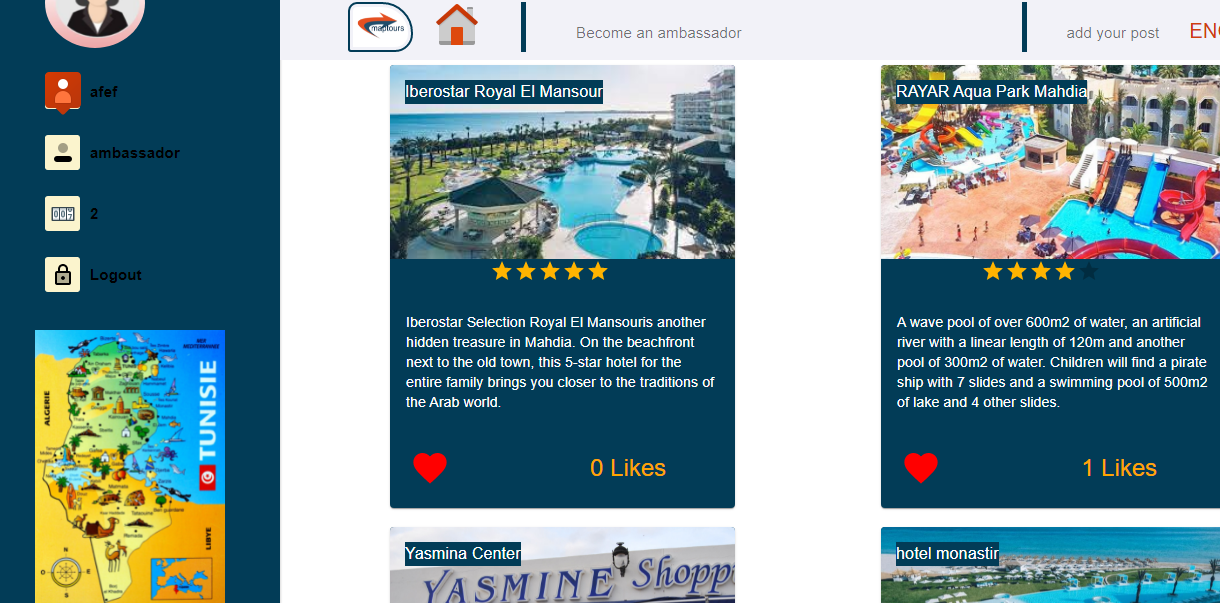 maptours
Become an ambassador
add your post
afef
ambassador
2
Logout
ALGERIE
TUNISIE
LIBYE
N
O
E
S
Iberostar Royal El Mansour
Iberostar Selection Royal El Mansouris another
hidden treasure in Mahdia. On the beachfront
next to the old town, this 5-star hotel for the
entire family brings you closer to the traditions of
the Arab world.
0 Likes
RAYAR Aqua Park Mahdia
A wave pool of over 600m2 of water, an artificial
river with a linear length of 120m and another
pool of 300m2 of water. Children will find a pirate
ship with 7 slides and a swimming pool of 500m2
of lake and 4 other slides.
1 Likes
Yasmina Center
YASMINE Shopp
hotel monastir